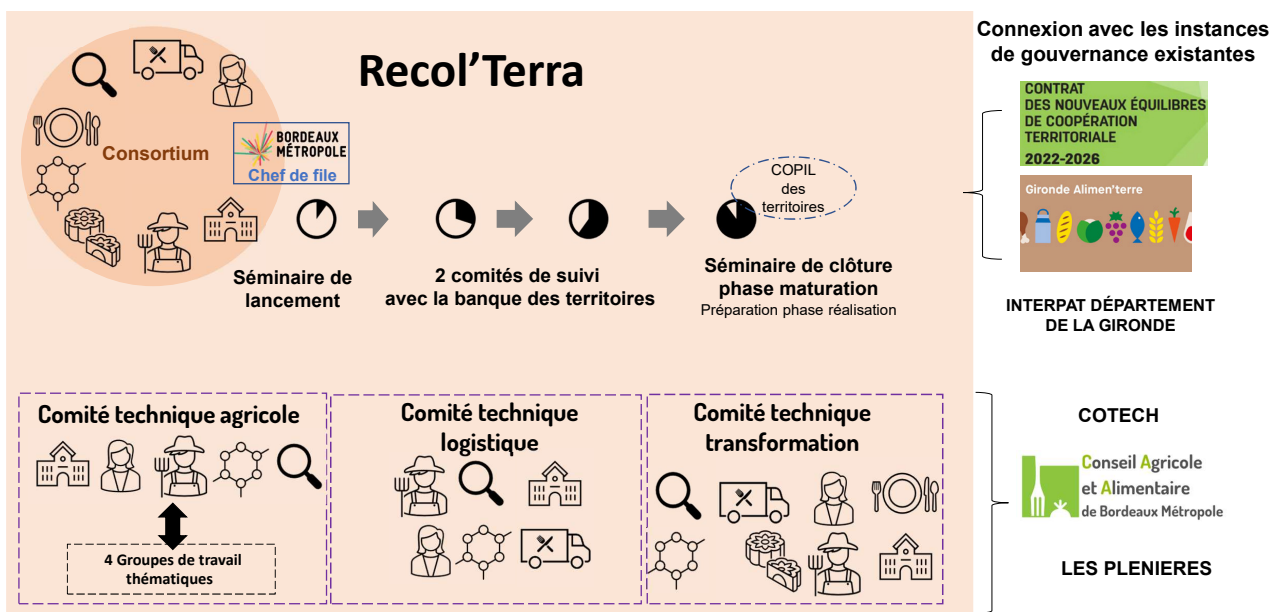 Recol'Terra
Consortium
BORDEAUX
MÉTROPOLE
Chef de file
Séminaire de
lancement
2 comités de suivi
avec la banque des territoires
COPIL
des
territoires
Séminaire de clôture
phase maturation
Préparation phase réalisation
Connexion avec les instances
de gouvernance existantes
CONTRAT
DES NOUVEAUX ÉQUILIBRES
DE COOPÉRATION
TERRITORIALE
2022-2026
Gironde Alimen'terre
INTERPAT DÉPARTEMENT
DE LA GIRONDE
Comité technique agricole
4 Groupes de travail
thématiques
Comité technique
logistique
Comité technique
transformation
COTECH
Conseil Agricole
et Alimentaire
de Bordeaux Métropole
LES PLENIERES